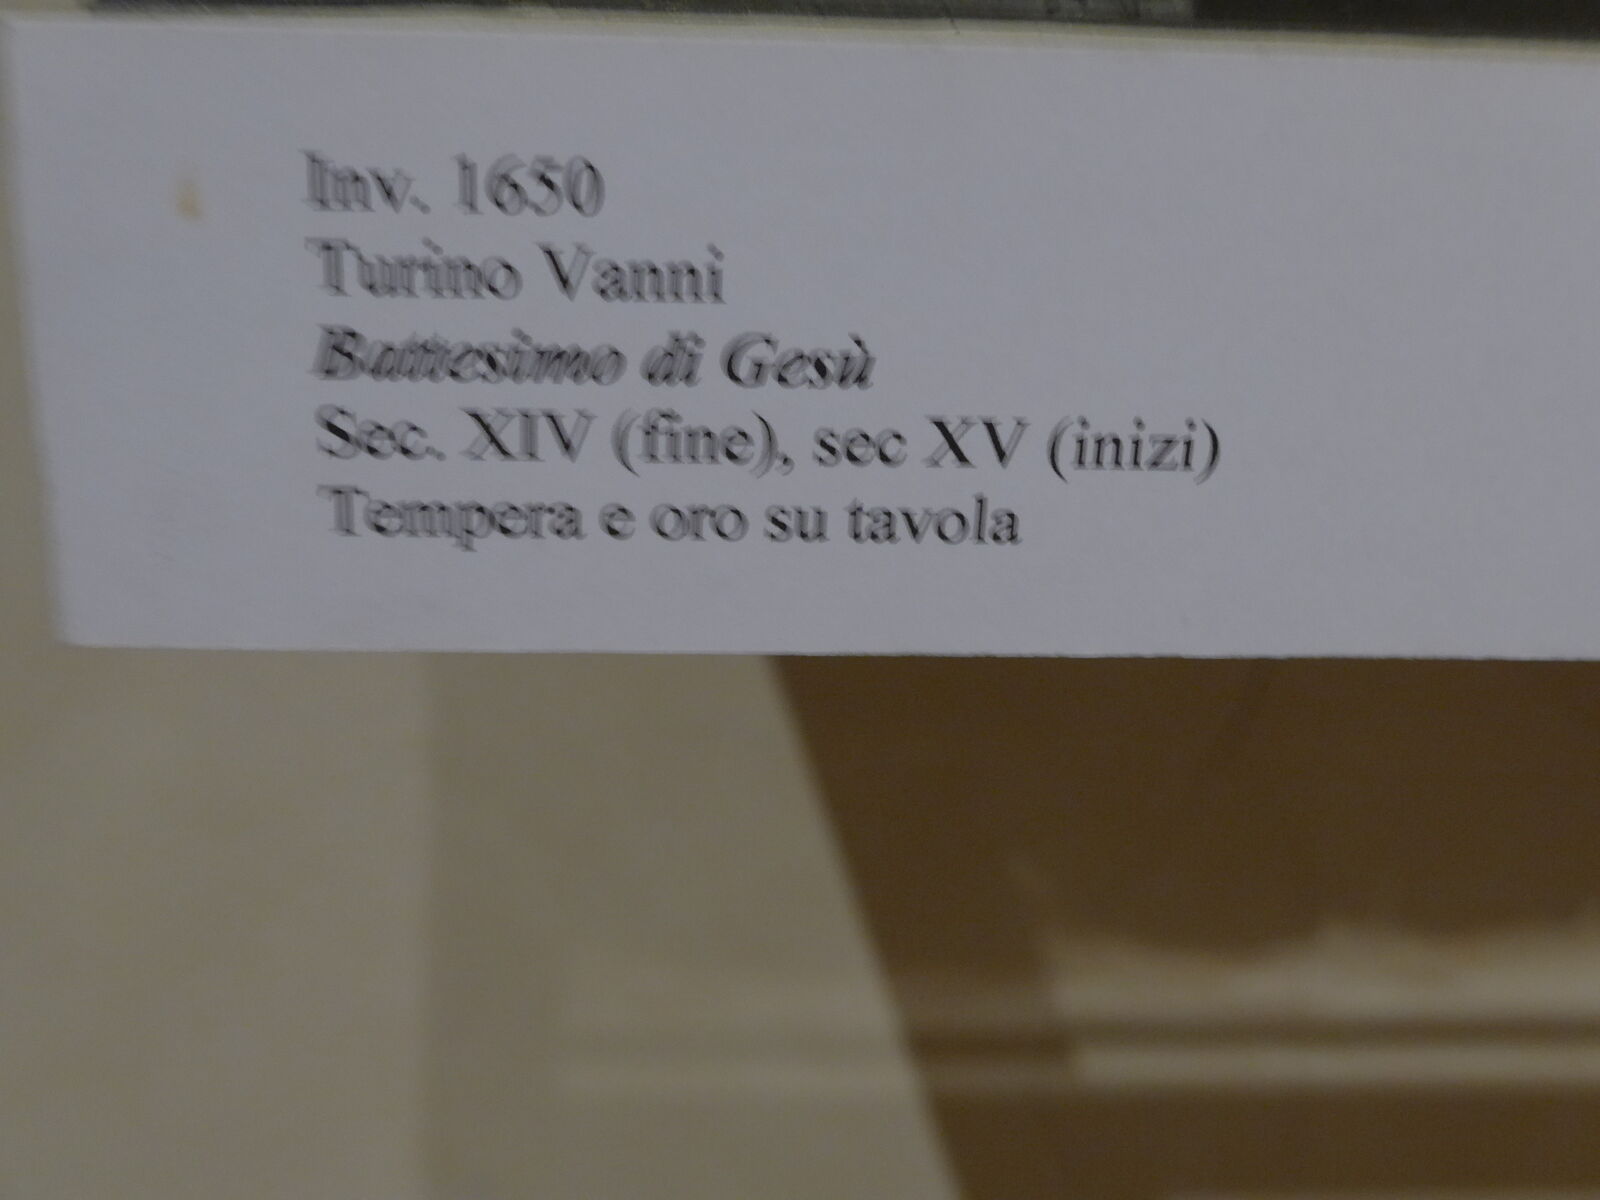 Inv. 1650
Turino Vanni
Battesimo di Gesù
Sec. XIV (fine), sec XV (inizi)
Tempera e oro su tavola